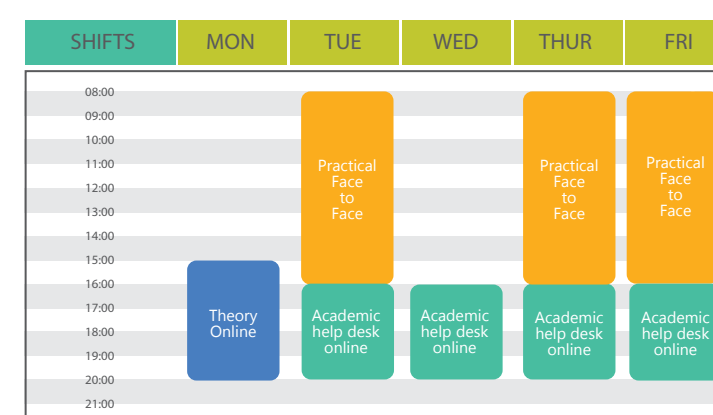 SHIFTS MON TUE WED THUR FRI
08:00
09:00
10:00
11:00
12:00
13:00
14:00
15:00
16:00
17:00
18:00
19:00
20:00
21:00
Theory
Online
Practical
Face
to
Face
Academic
help desk
online
Academic
help desk
online
Practical
Face
to
Face
Academic
help desk
online
Practical
Face
to
Face
Academic
help desk
online